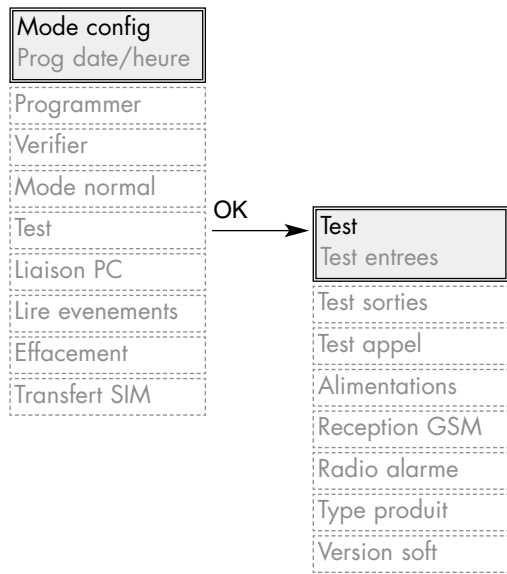 Mode config
Prog date/heure
Programmer
Verifier
Mode normal
Test
Liaison PC
Lire evenements
Effacement
Transfert SIM
OK
Test
Test entrees
Test sorties
Test appel
Alimentations
Reception GSM
Radio alarme
Type produit
Version soft